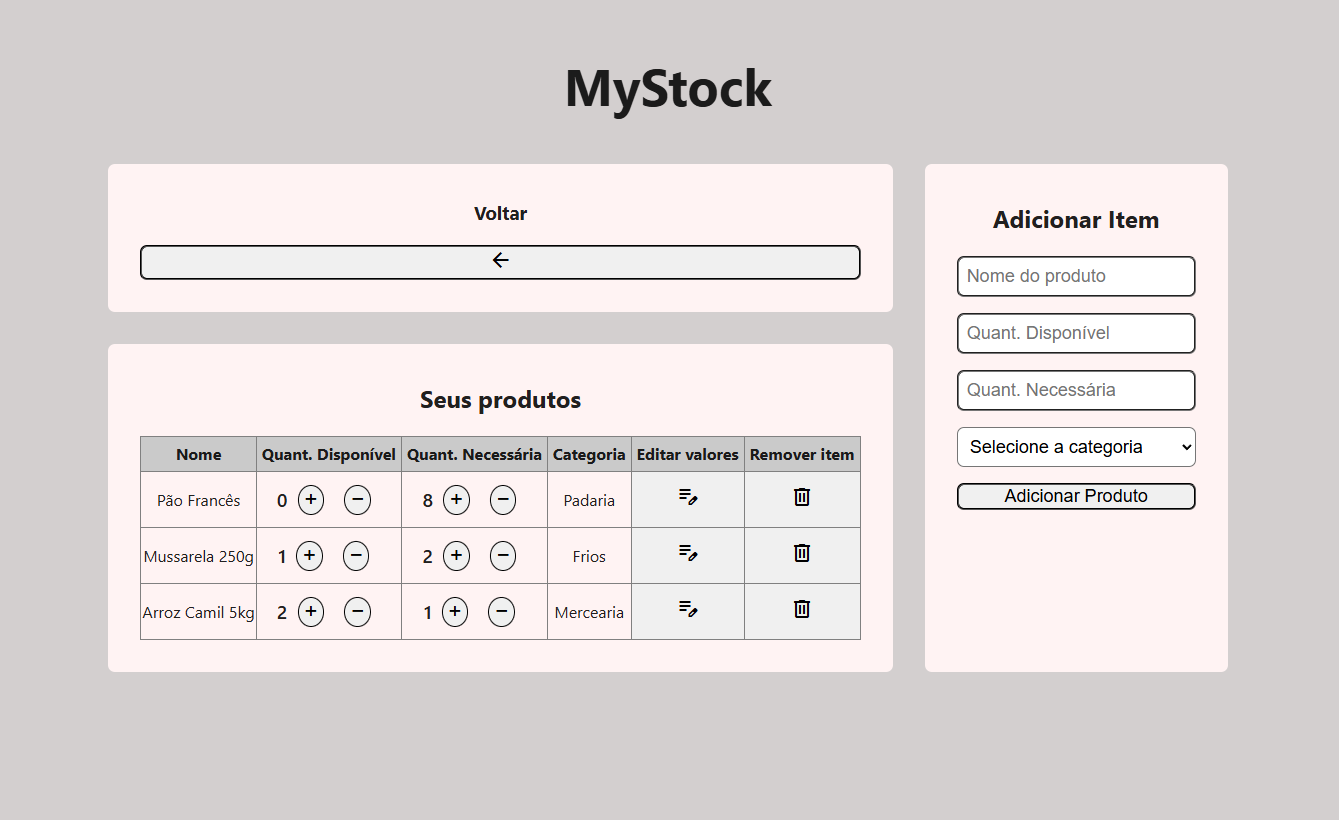 MyStock
Voltar
Seus produtos
Nome Quant. Disponível Quant. Necessária Categoria Editar valores Remover item
Pão Francês 0 + − 8 + − Padaria
Mussarela 250g 1 + − 2 + − Frios
Arroz Camil 5kg 2 + − 1 + − Mercearia
Adicionar Item
Nome do produto
Quant. Disponível
Quant. Necessária
Selecione a categoria
Adicionar Produto